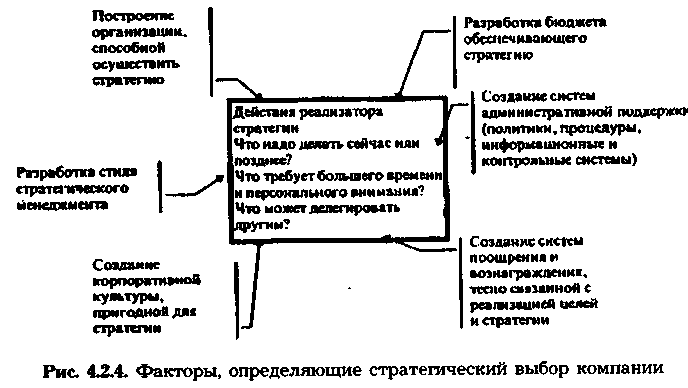 Построение
организации,
способной
осуществить
стратегию
Разработка бюджета
обеспечивающего
стратегию
Действия реализатора
стратегии
Что надо делать сейчас или
позднее?
Что требует большего времени
и персонального внимания?
Что может делегировать
другим?
Создание систем
административной поддержки
(политики, процедуры,
информационные и
контрольные системы)
Разработка стиля
стратегического
менеджмента
Создание
корпоративной
культуры,
пригодной для
стратегии
Создание систем
поощрения и
вознаграждения,
тесно связанной с
реализацией целей
и стратегии
Рис. 4.2.4. Факторы, определяющие стратегический выбор компании